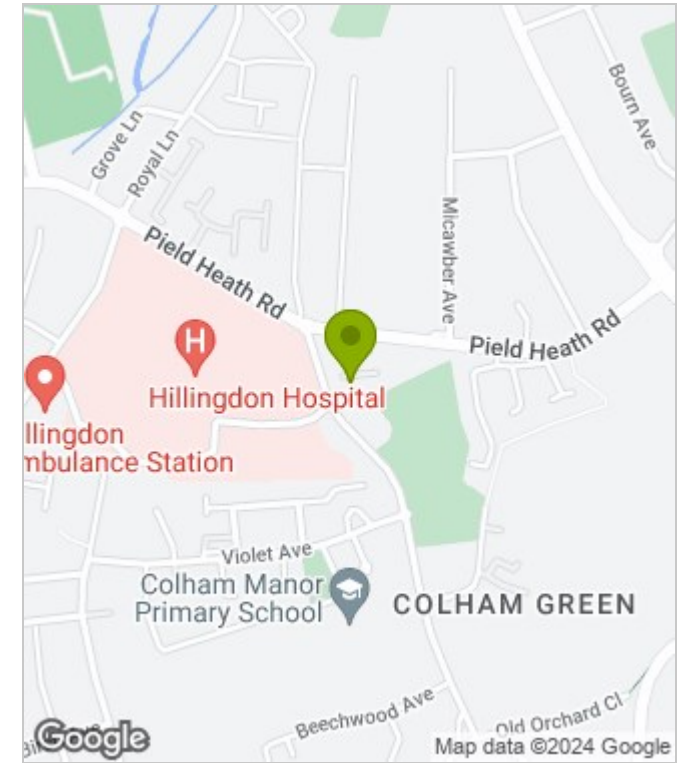 Bourn Ave
Grove Ln
Royal Ln
Micawber Ave
Pield Heath Rd
H
Pield Heath Rd
Hillingdon Hospital
llingdon
mbulance Station
Violet Ave
Colham Manor
Primary School
COLHAM GREEN
Beechwood Ave
Old Orchard Cl
Google
Map data ©2024 Google